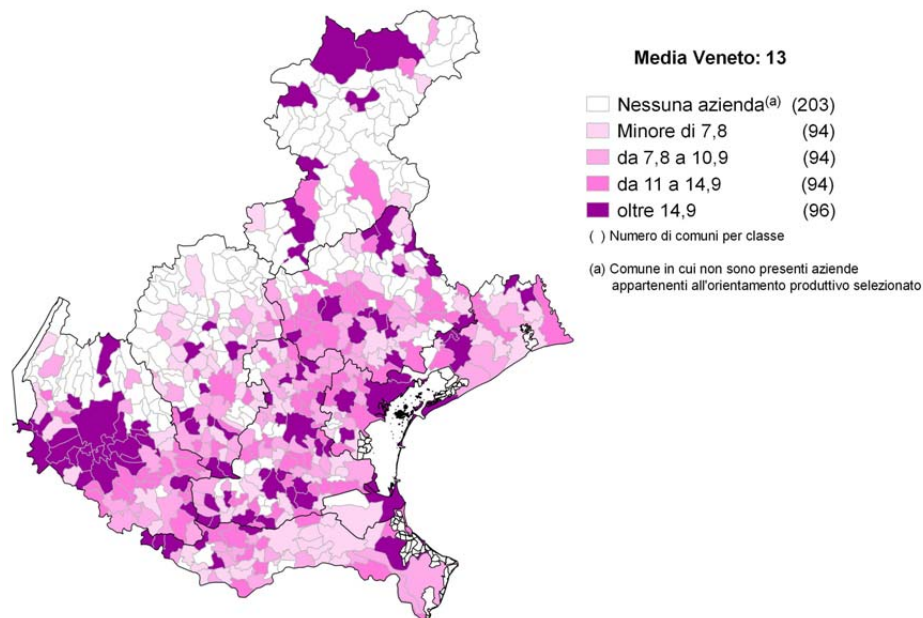 Media Veneto: 13
Nessuna azienda(a) (203)
Minore di 7,8 (94)
da 7,8 a 10,9 (94)
da 11 a 14,9 (94)
oltre 14,9 (96)
( ) Numero di comuni per classe
(a) Comune in cui non sono presenti aziende
appartenenti all'orientamento produttivo selezionato